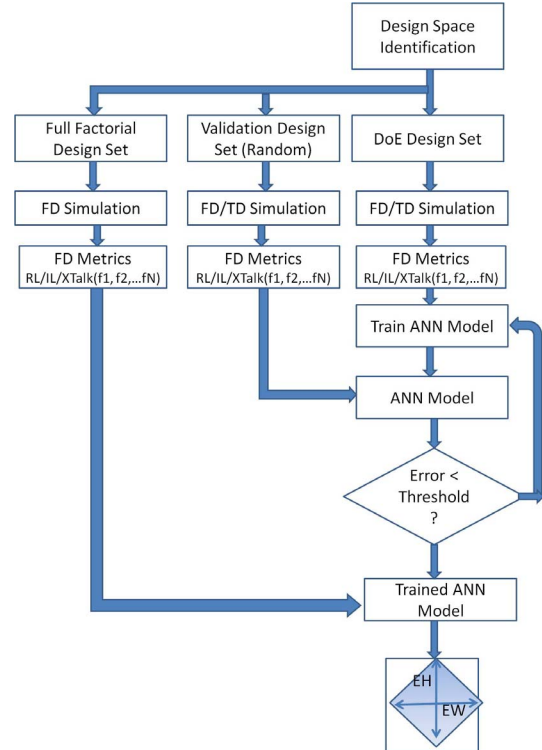 Design Space
Identification
Full Factorial
Design Set
Validation Design
Set (Random)
DoE Design Set
FD Simulation
FD/TD Simulation
FD/TD Simulation
FD Metrics
RL/IL/XTalk(f1, f2,...fN)
FD Metrics
RL/IL/XTalk(f1, f2,...fN)
FD Metrics
RL/IL/XTalk(f1, f2,...fN)
Train ANN Model
ANN Model
Error <
Threshold
?
Trained ANN
Model
EH
EW